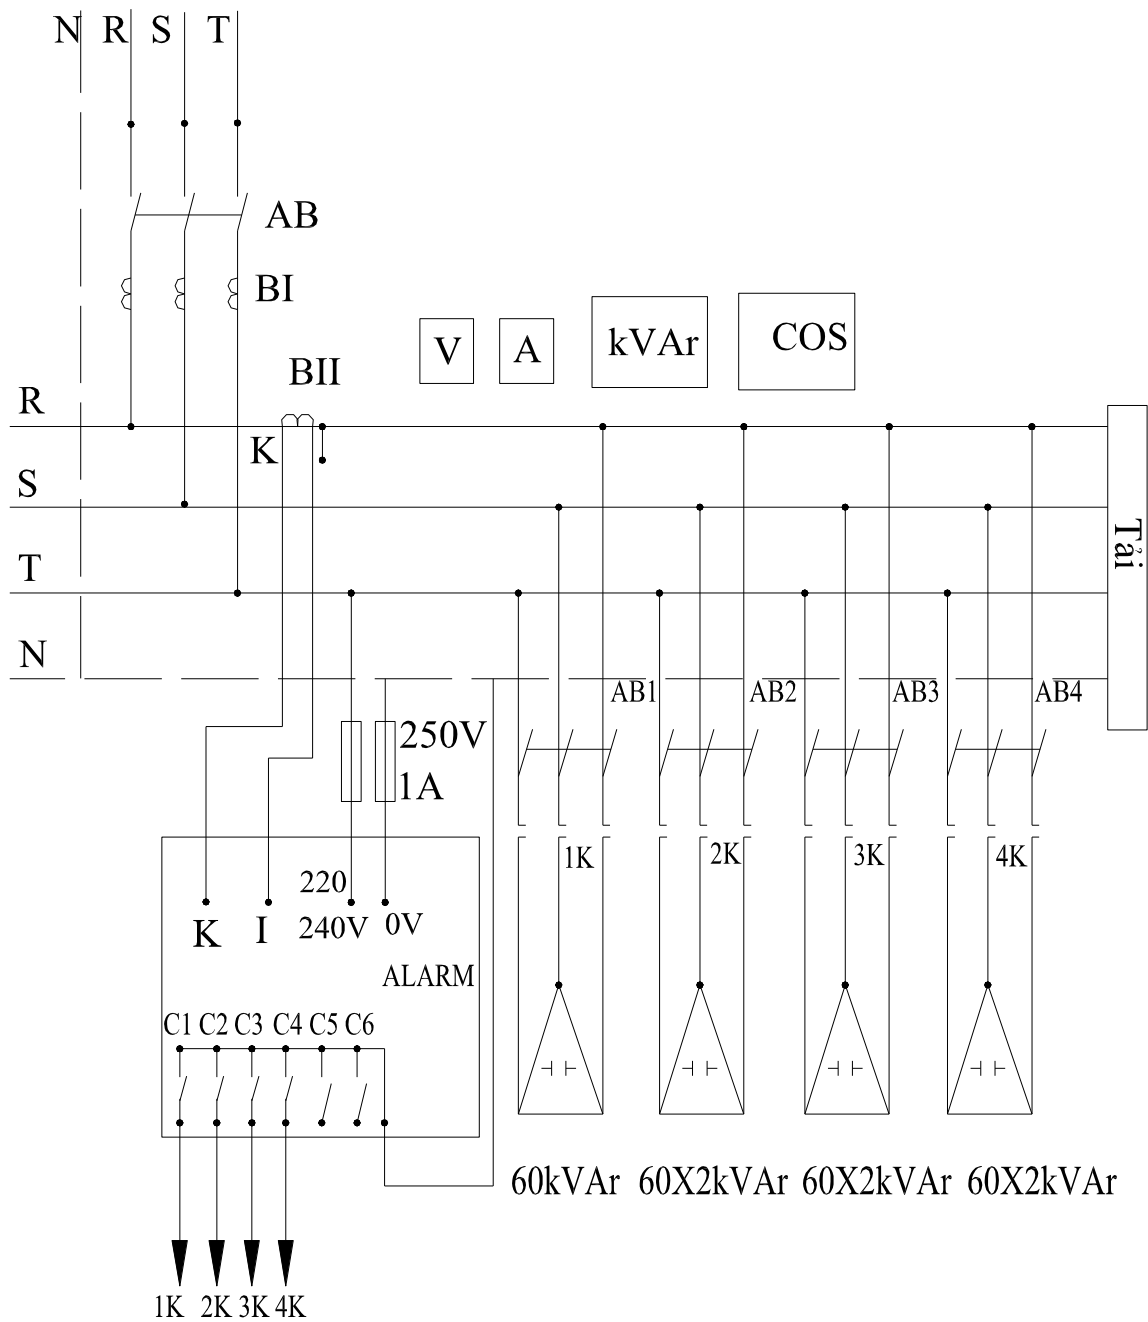 N R S T
AB
BI
V A kVAr COS
BII
R
K
S
Tải
T
N
AB1 AB2 AB3 AB4
250V
1A
1K 2K 3K 4K
220
240V 0V
K I
ALARM
C1 C2 C3 C4 C5 C6
60kVAr 60X2kVAr 60X2kVAr 60X2kVAr
1K 2K 3K 4K